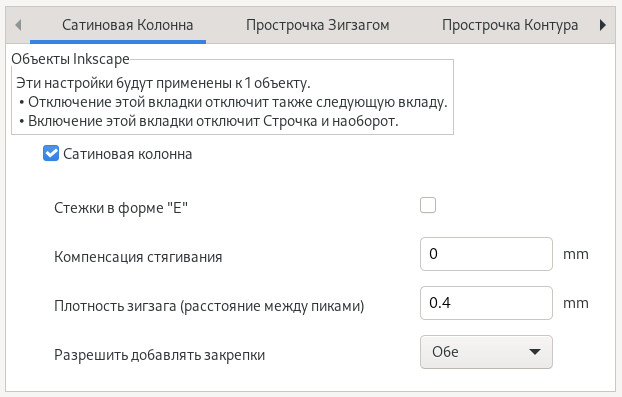 Сатиновая Колонна
Прострочка Зигзагом
Прострочка Контура
Объекты Inkscape
Эти настройки будут применены к 1 объекту.
• Отключение этой вкладки отключит также следующую вкладу.
• Включение этой вкладки отключит Строчка и наоборот.
Сатиновая колонна
Стежки в форме "E"
Компенсация стягивания
0
mm
Плотность зигзага (расстояние между пиками)
0.4
mm
Разрешить добавлять закрепки
Обе